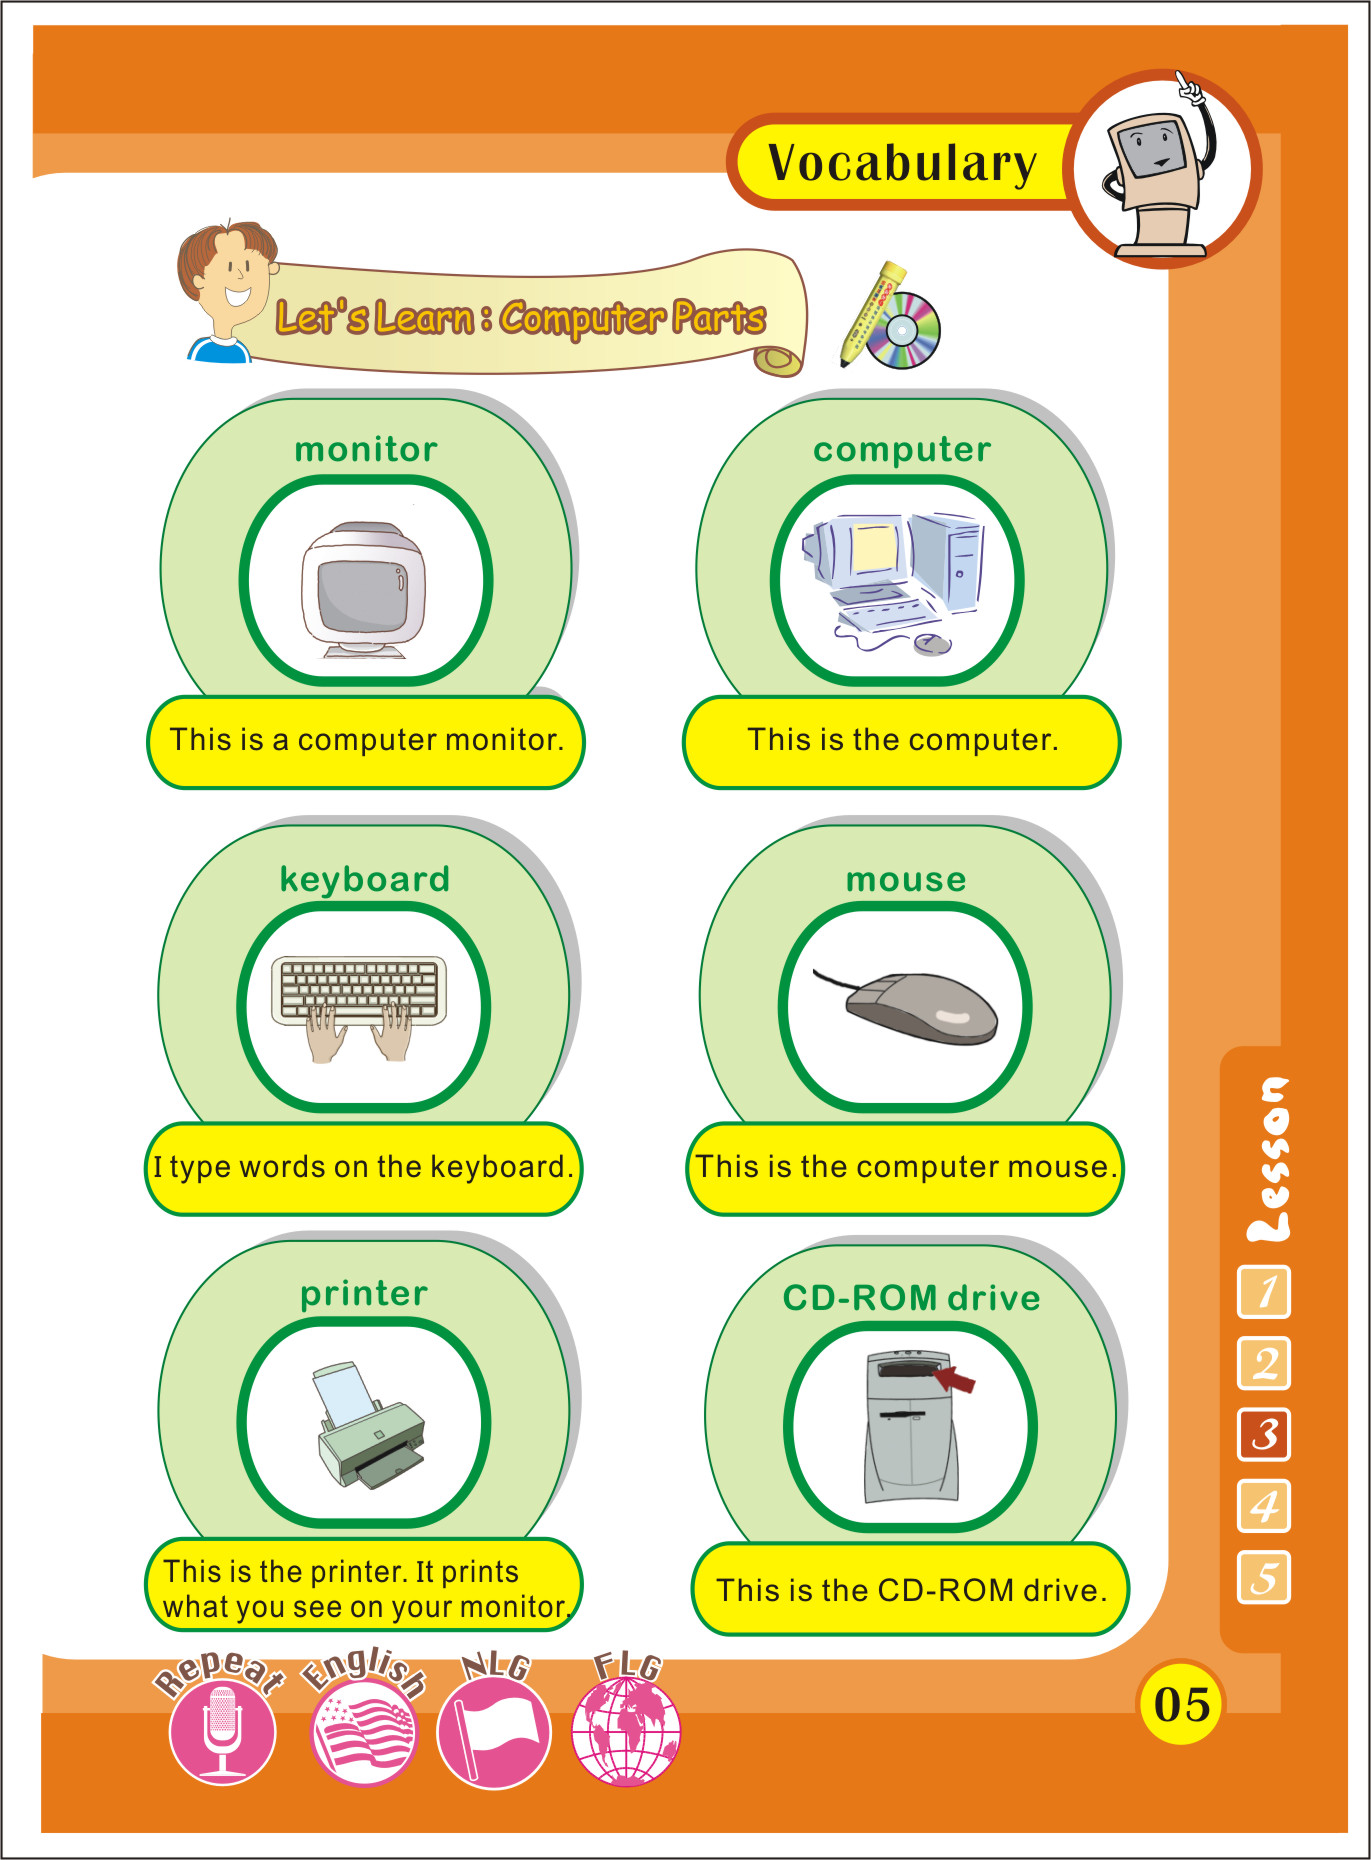 Vocabulary
Let's Learn : Computer Parts
monitor
This is a computer monitor.
computer
This is the computer.
keyboard
I type words on the keyboard.
mouse
This is the computer mouse.
printer
This is the printer. It prints
what you see on your monitor.
CD-ROM drive
This is the CD-ROM drive.
Lesson
1
2
3
4
5
Repeat
English
NLG
FLG
05